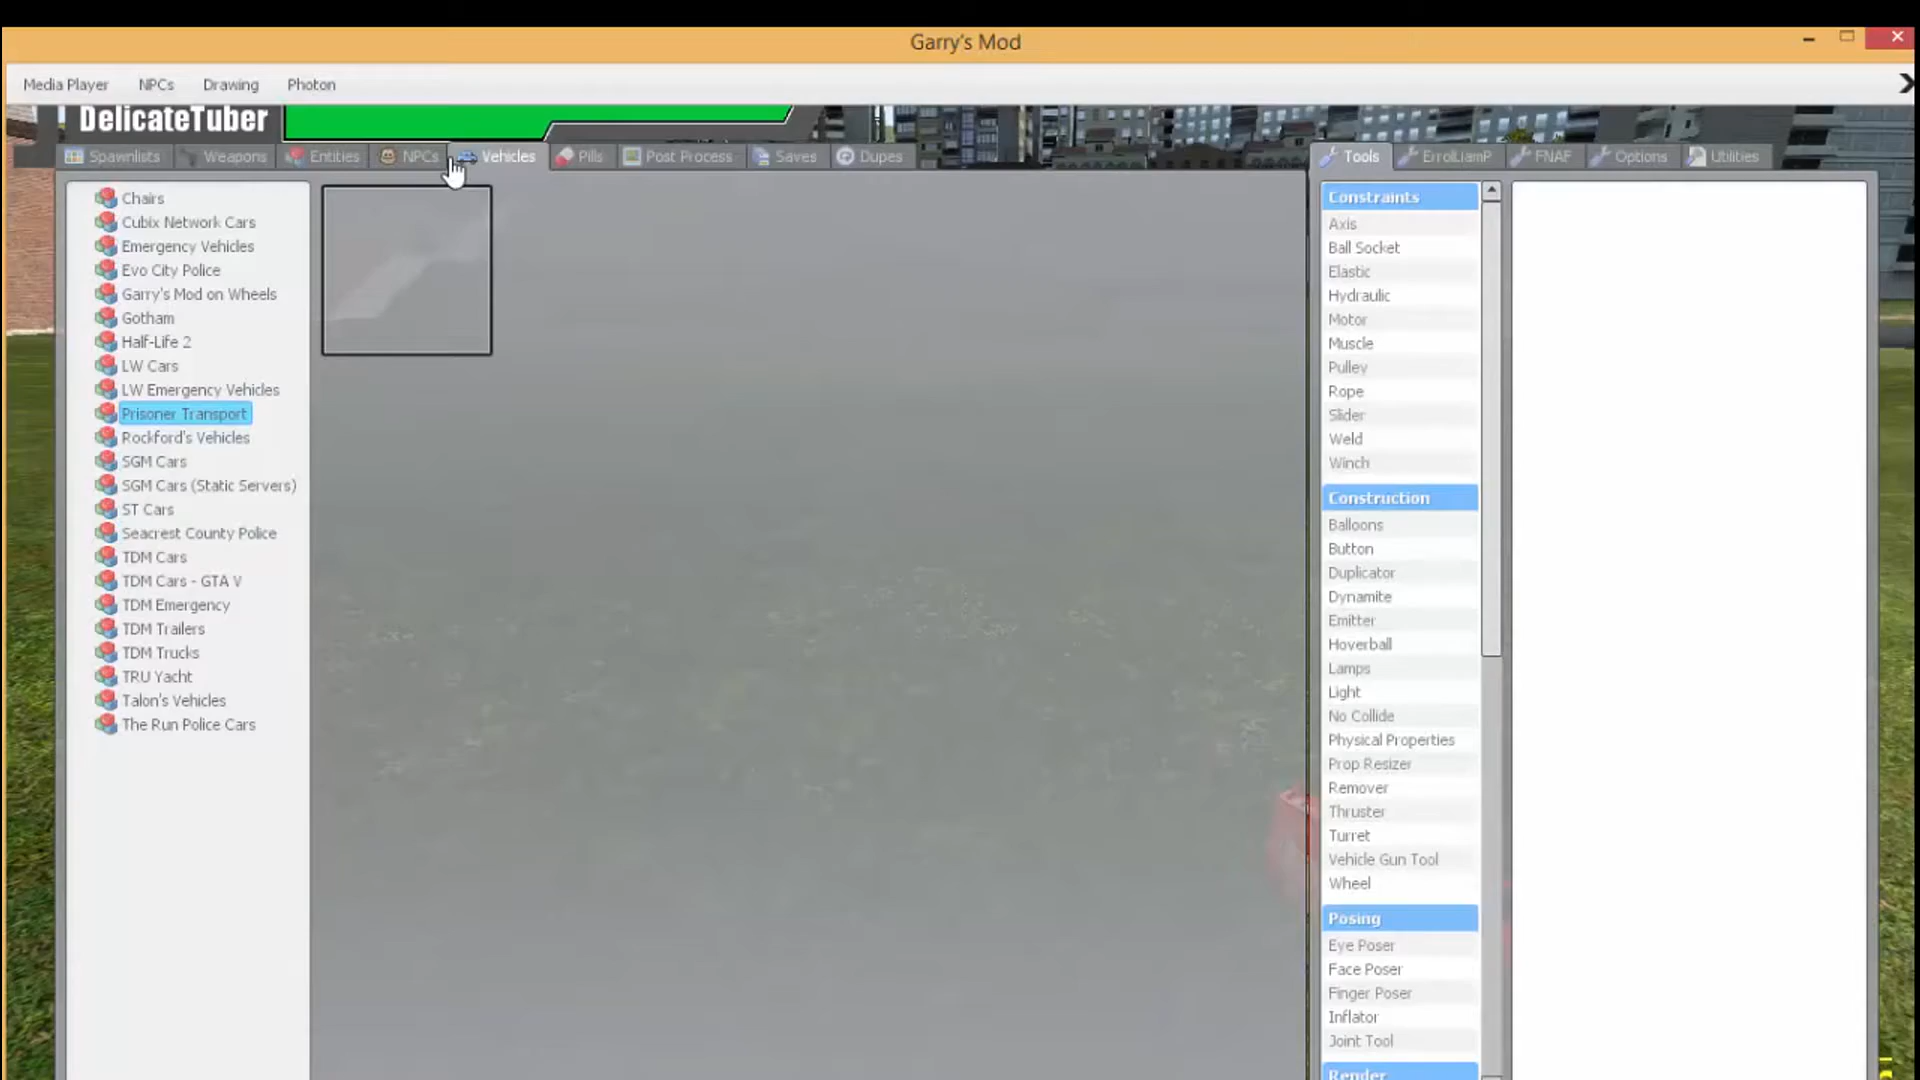 Garry's Mod
Media Player NPCs Drawing Photon
DelicateTuber
Spawnlists Weapons Entities NPCs Vehicles Pills Post Process Saves Dupes
Tools ErrolLiamP FNAF Options Utilities
Chairs
Cubix Network Cars
Emergency Vehicles
Evo City Police
Garry's Mod on Wheels
Gotham
Half-Life 2
LW Cars
LW Emergency Vehicles
Prisoner Transport
Rockford's Vehicles
SGM Cars
SGM Cars (Static Servers)
ST Cars
Seacrest County Police
TDM Cars
TDM Cars - GTA V
TDM Emergency
TDM Trailers
TDM Trucks
TRU Yacht
Talon's Vehicles
The Run Police Cars
Constraints
Axis
Ball Socket
Elastic
Hydraulic
Motor
Muscle
Pulley
Rope
Slider
Weld
Winch
Construction
Balloons
Button
Duplicator
Dynamite
Emitter
Hoverball
Lamps
Light
No Collide
Physical Properties
Prop Resizer
Remover
Thruster
Turret
Vehicle Gun Tool
Wheel
Posing
Eye Poser
Face Poser
Finger Poser
Inflator
Joint Tool
Render